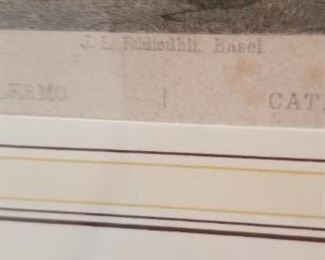 J. L. Rüdisühli. Basel
LERMO | CAT